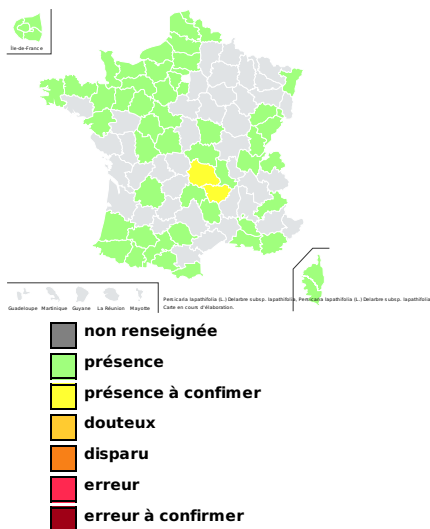 Île-de-France
Guadeloupe Martinique Guyane La Réunion Mayotte
Persicaria lapathifolia (L.) Delarbre subsp. lapathifolia, Persicaria lapathifolia (L.) Delarbre subsp. lapathifolia
Carte en cours d'élaboration.
non renseignée
présence
présence à confimer
douteux
disparu
erreur
erreur à confirmer